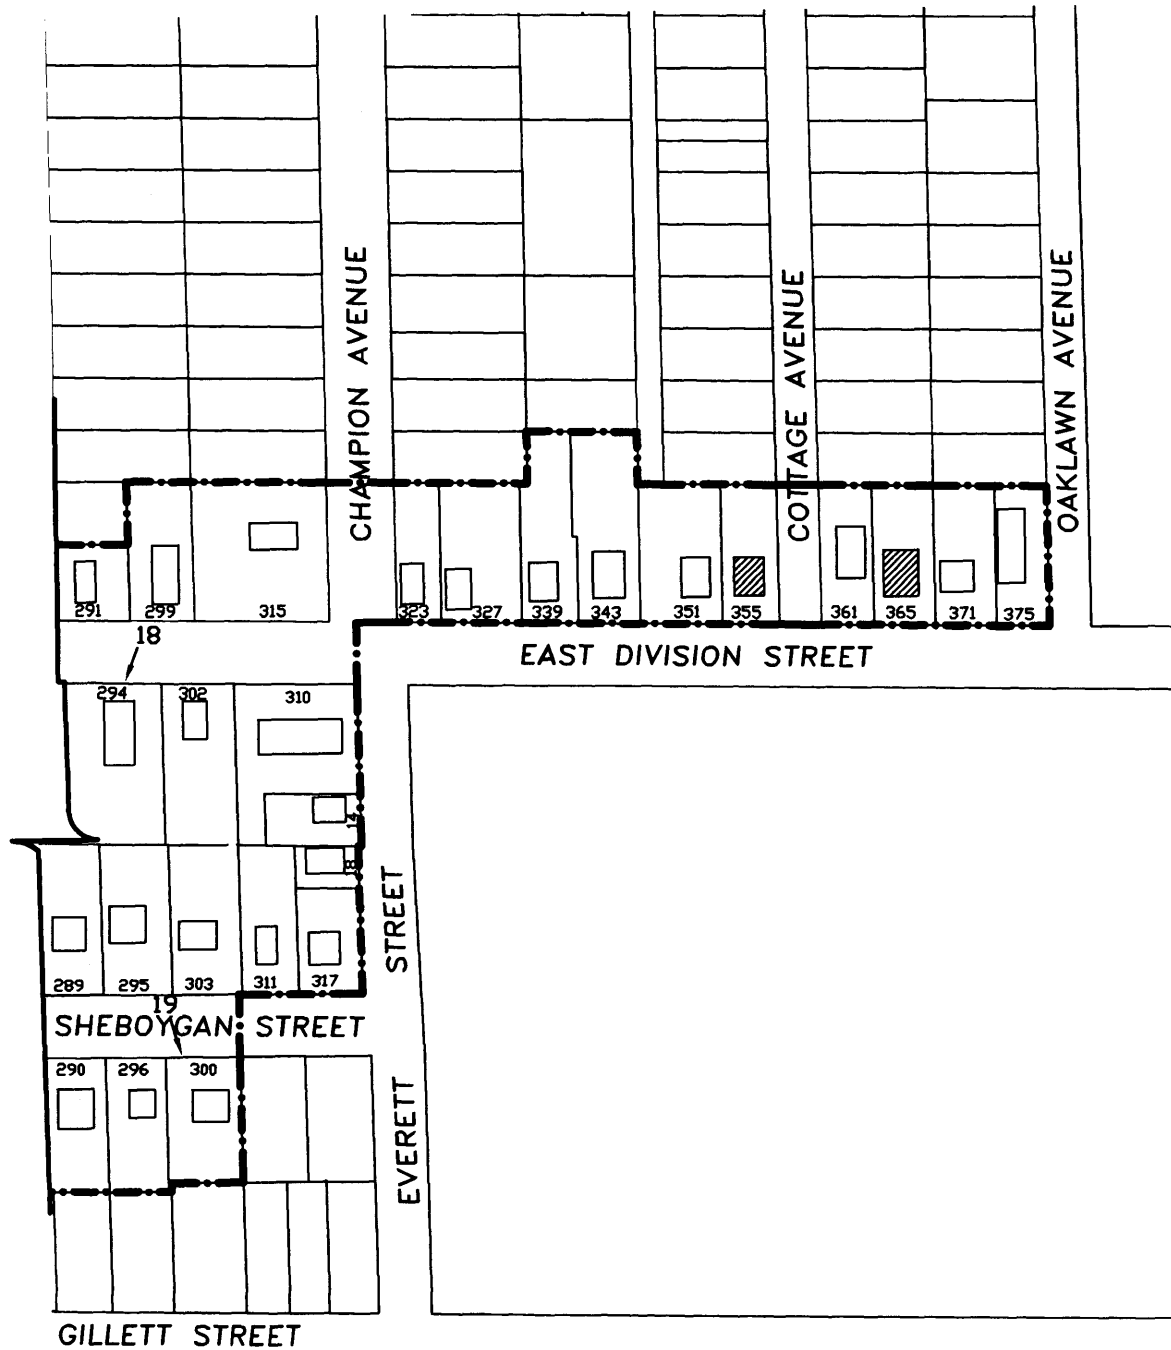 CHAMPION AVENUE
COTTAGE AVENUE
OAKLAWN AVENUE
291 299 315 323 327 339 343 351 355 361 365 371 375
18
EAST DIVISION STREET
294 302 310
14
18
289 295 303 311 317
19
SHEBOYGAN STREET
EVERETT STREET
290 296 300
GILLETT STREET